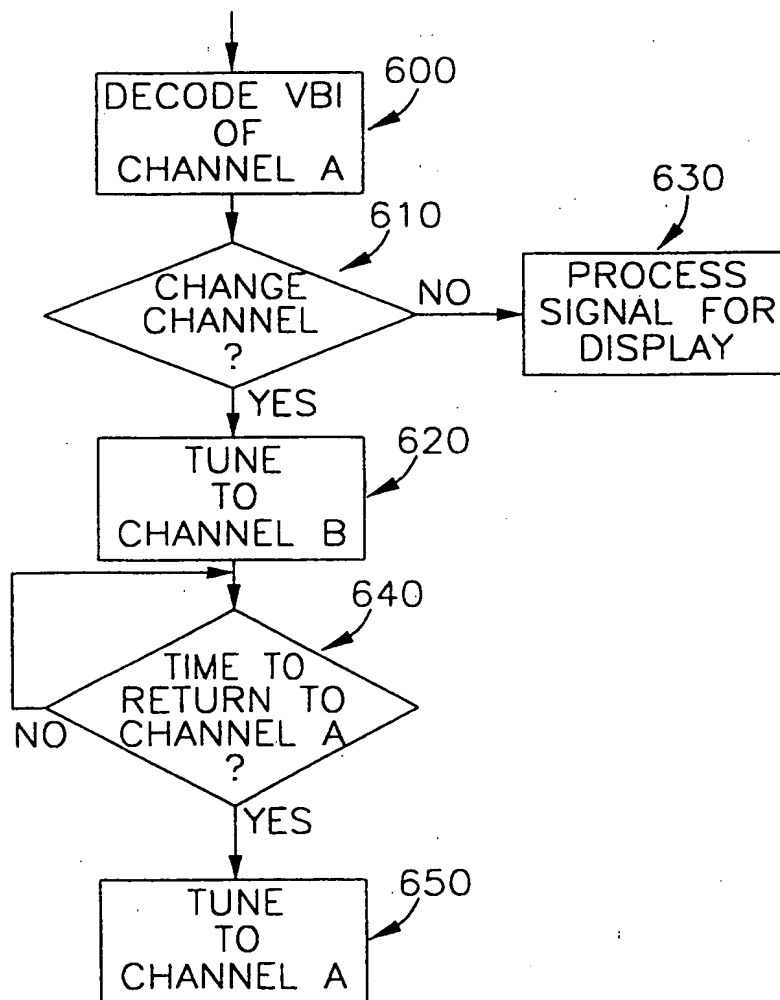 600
DECODE VBI
OF
CHANNEL A
610
CHANGE
CHANNEL
?
NO
630
PROCESS
SIGNAL FOR
DISPLAY
YES
620
TUNE
TO
CHANNEL B
640
TIME TO
RETURN TO
CHANNEL A
?
NO
YES
650
TUNE
TO
CHANNEL A